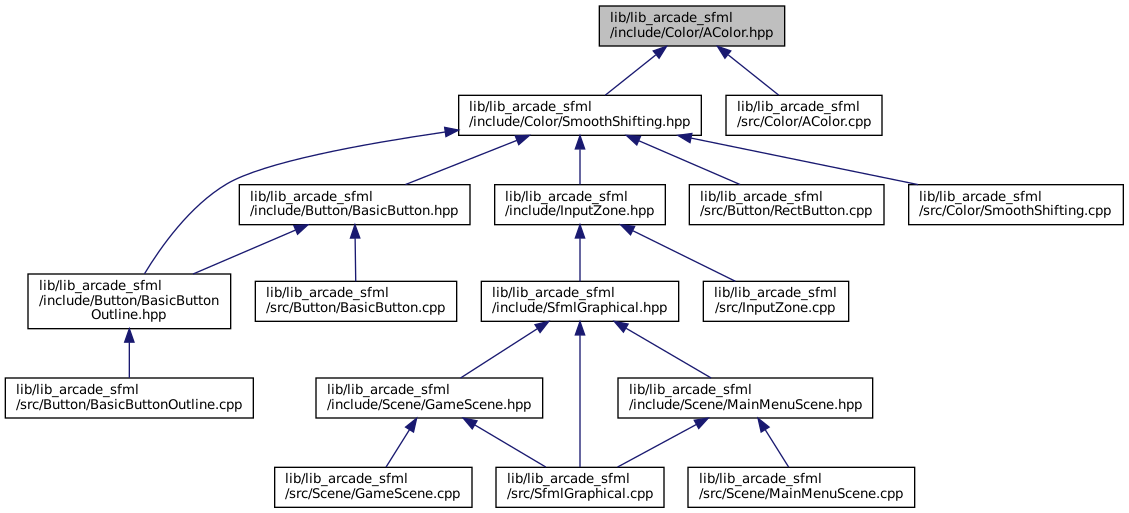 lib/lib_arcade_sfml
/include/Color/AColor.hpp
lib/lib_arcade_sfml
/include/Color/SmoothShifting.hpp
lib/lib_arcade_sfml
/src/Color/AColor.cpp
lib/lib_arcade_sfml
/include/Button/BasicButton.hpp
lib/lib_arcade_sfml
/include/InputZone.hpp
lib/lib_arcade_sfml
/src/Button/RectButton.cpp
lib/lib_arcade_sfml
/src/Color/SmoothShifting.cpp
lib/lib_arcade_sfml
/include/Button/BasicButton
Outline.hpp
lib/lib_arcade_sfml
/src/Button/BasicButton.cpp
lib/lib_arcade_sfml
/include/SfmlGraphical.hpp
lib/lib_arcade_sfml
/src/InputZone.cpp
lib/lib_arcade_sfml
/src/Button/BasicButtonOutline.cpp
lib/lib_arcade_sfml
/include/Scene/GameScene.hpp
lib/lib_arcade_sfml
/include/Scene/MainMenuScene.hpp
lib/lib_arcade_sfml
/src/Scene/GameScene.cpp
lib/lib_arcade_sfml
/src/SfmlGraphical.cpp
lib/lib_arcade_sfml
/src/Scene/MainMenuScene.cpp